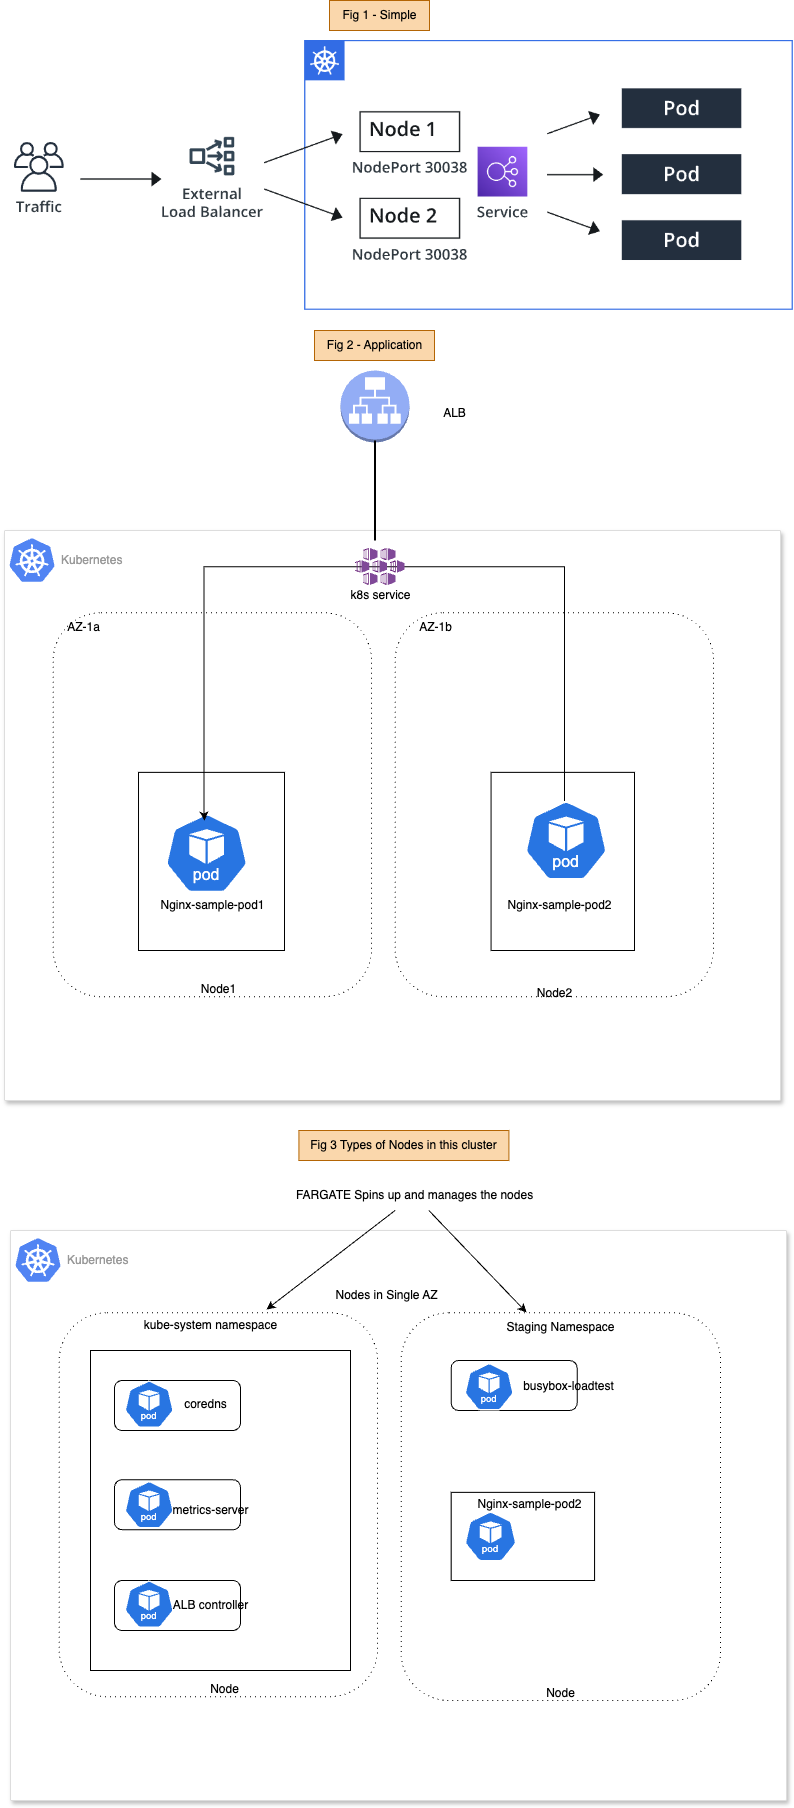 Fig 1 - Simple
Node 1
NodePort 30038
Node 2
NodePort 30038
Traffic
External
Load Balancer
Service
Pod
Pod
Pod
Fig 2 - Application
ALB
Kubernetes
k8s service
AZ-1a
AZ-1b
pod
Nginx-sample-pod1
pod
Nginx-sample-pod2
Node1
Node2
Fig 3 Types of Nodes in this cluster
FARGATE Spins up and manages the nodes
Kubernetes
Nodes in Single AZ
kube-system namespace
Staging Namespace
pod
coredns
pod
busybox-loadtest
pod
metrics-server
Nginx-sample-pod2
pod
pod
ALB controller
Node
Node